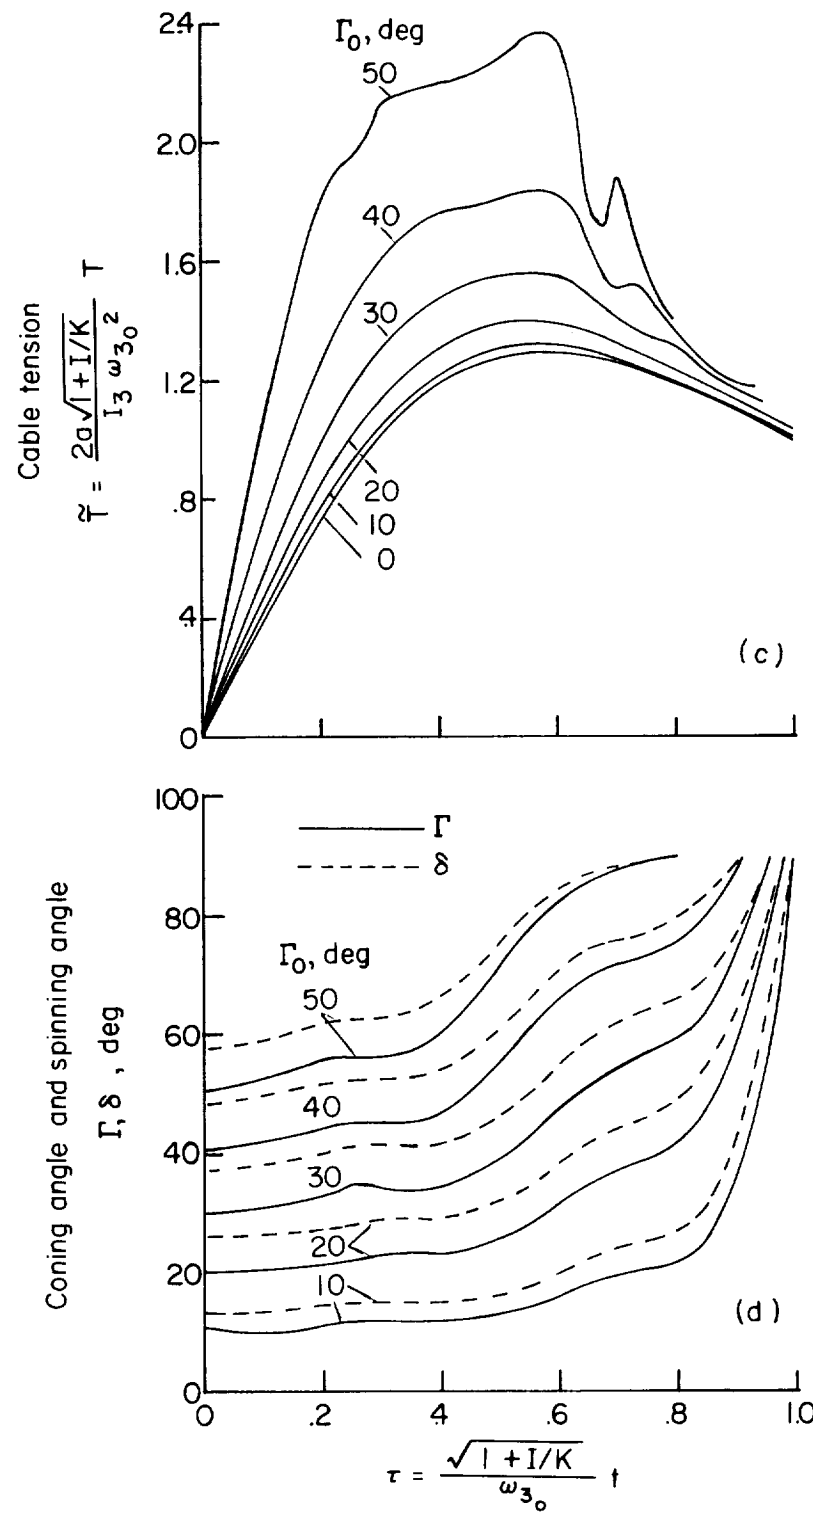 Γ₀, deg
50
40
30
20
10
0
2.4
2.0
1.6
1.2
.8
.4
0
Cable tension
T̃ = 2a√1+I/K / I₃ ω₃₀² T
(c)
100
80
60
40
20
0
Γ
δ
Γ₀, deg
50
40
30
20
10
Coning angle and spinning angle
Γ, δ , deg
(d)
0 .2 .4 .6 .8 1.0
τ = √1 + I/K / ω₃₀ t